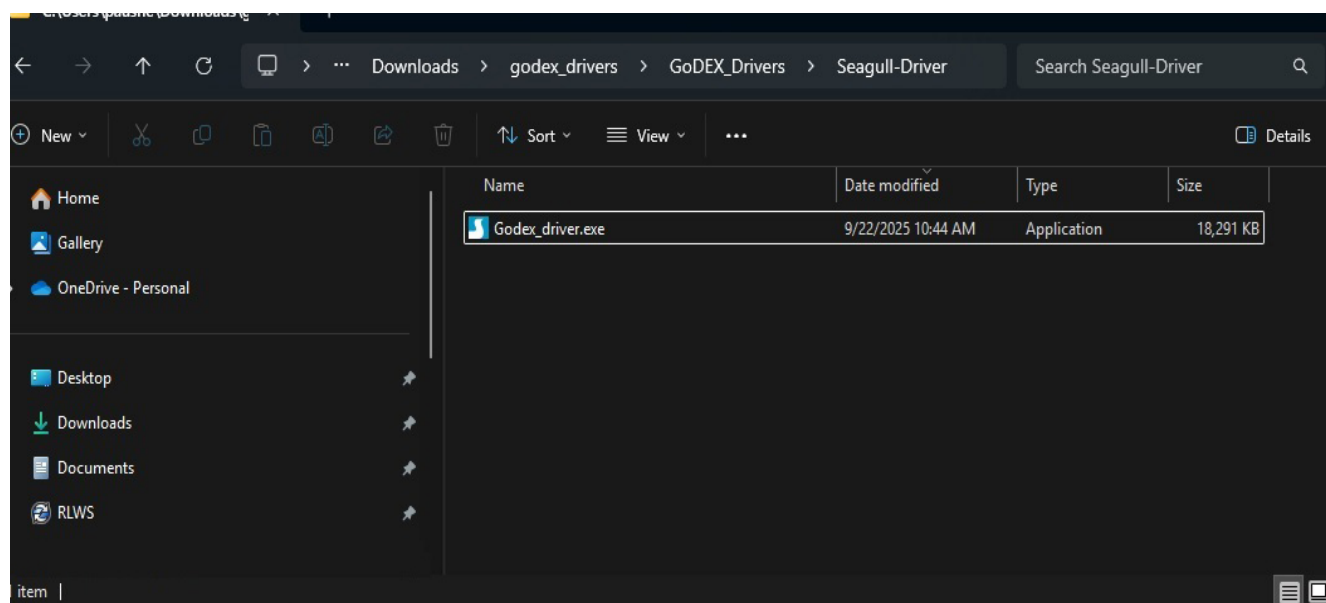 Downloads > godex_drivers > GoDEX_Drivers > Seagull-Driver
Search Seagull-Driver
New
Sort
View
Details
Name Date modified Type Size
Godex_driver.exe 9/22/2025 10:44 AM Application 18,291 KB
Home
Gallery
OneDrive - Personal
Desktop
Downloads
Documents
RLWS
item